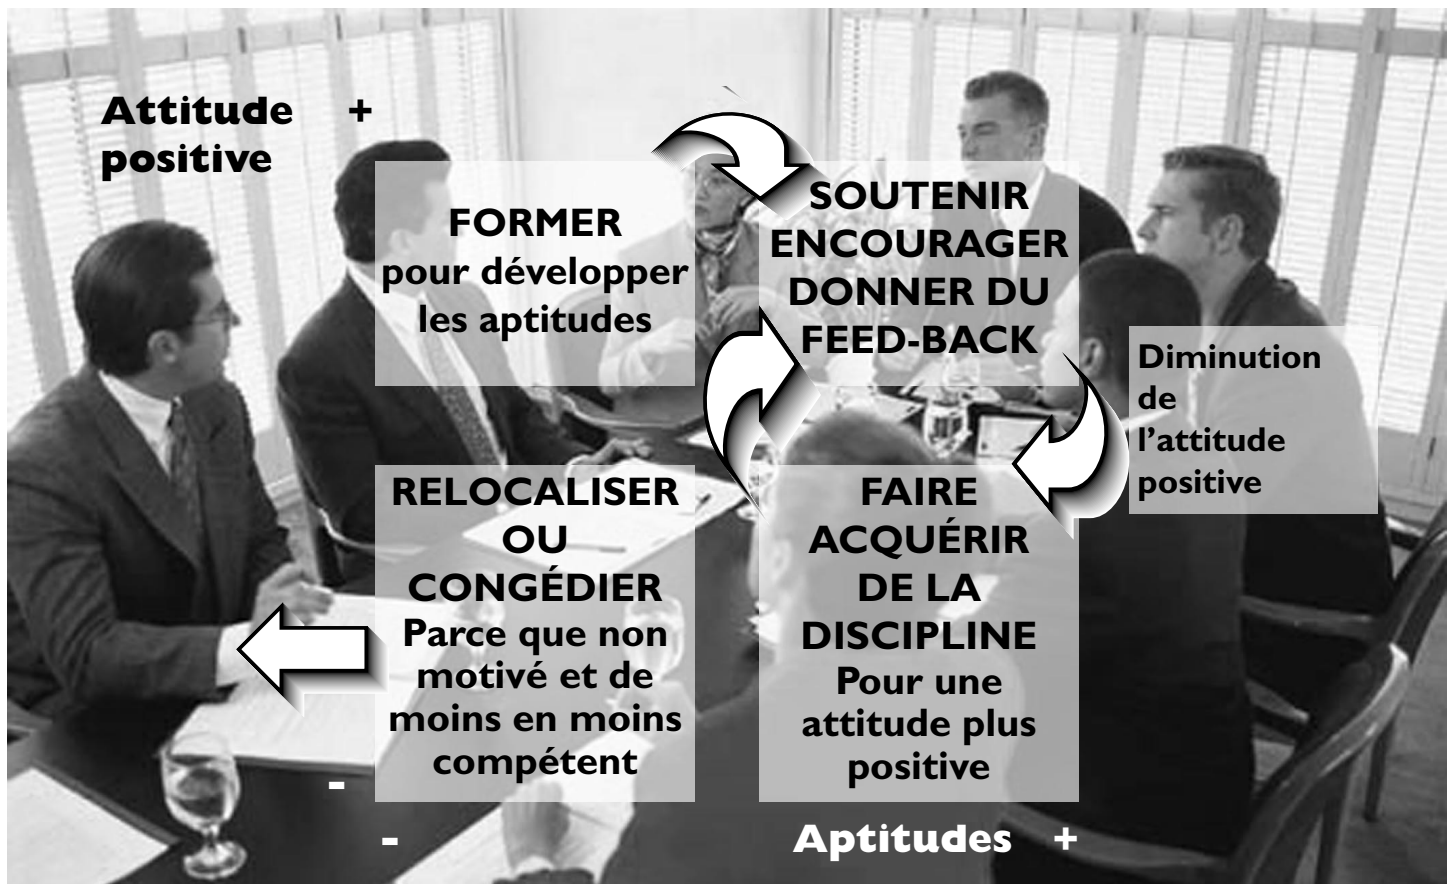 Attitude +
positive
FORMER
pour développer
les aptitudes
SOUTENIR
ENCOURAGER
DONNER DU
FEED-BACK
Diminution
de
l’attitude
positive
RELOCALISER
OU
CONGÉDIER
Parce que non
motivé et de
moins en moins
compétent
FAIRE
ACQUÉRIR
DE LA
DISCIPLINE
Pour une
attitude plus
positive
-
- Aptitudes +